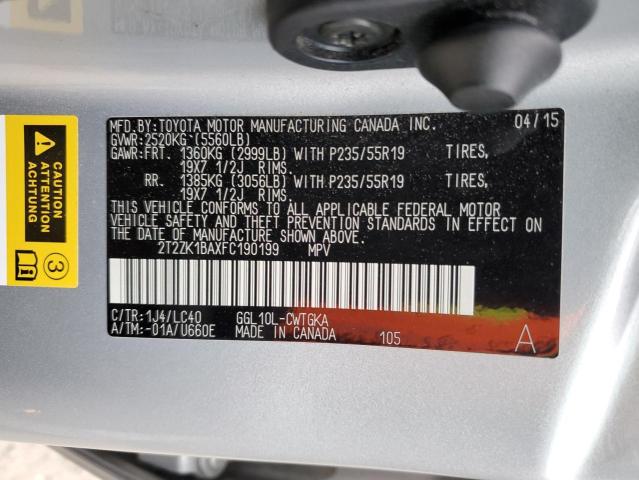 MFD.BY:TOYOTA MOTOR MANUFACTURING CANADA INC. 04/15
GVWR:2520KG (5560LB)
GAWR:FRT. 1360KG (2999LB) WITH P235/55R19 TIRES,
19X7 1/2J RIMS.
RR. 1385KG (3056LB) WITH P235/55R19 TIRES,
19X7 1/2J RIMS.
THIS VEHICLE CONFORMS TO ALL APPLICABLE FEDERAL MOTOR
VEHICLE SAFETY AND THEFT PREVENTION STANDARDS IN EFFECT ON
THE DATE OF MANUFACTURE SHOWN ABOVE.
2T2ZK1BAXFC190199 MPV
C/TR:1J4/LC40 GGL10L-CWTGKA
A/TM:-01A/U660E MADE IN CANADA 105 A
CAUTION
ATTENTION
PRECAUCIÓN
3